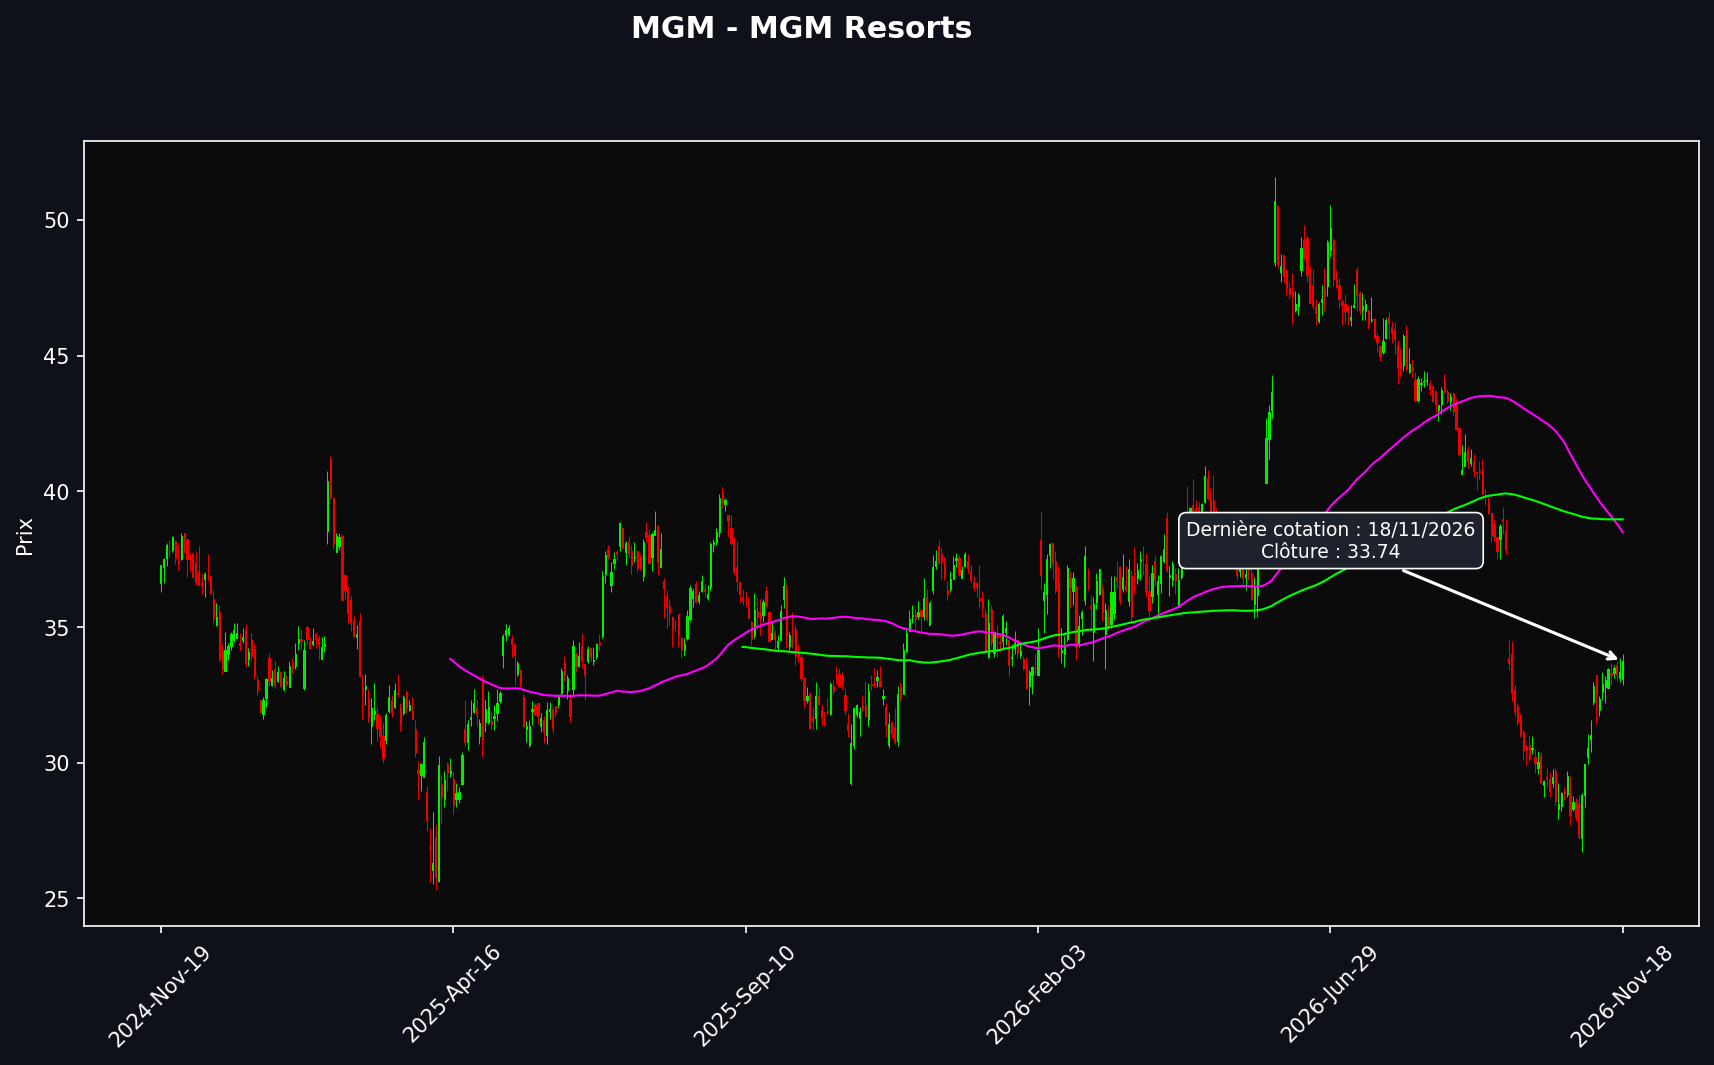 MGM - MGM Resorts
Prix
50
45
40
35
30
25
Dernière cotation : 18/11/2026
Clôture : 33.74
2024-Nov-19
2025-Apr-16
2025-Sep-10
2026-Feb-03
2026-Jun-29
2026-Nov-18